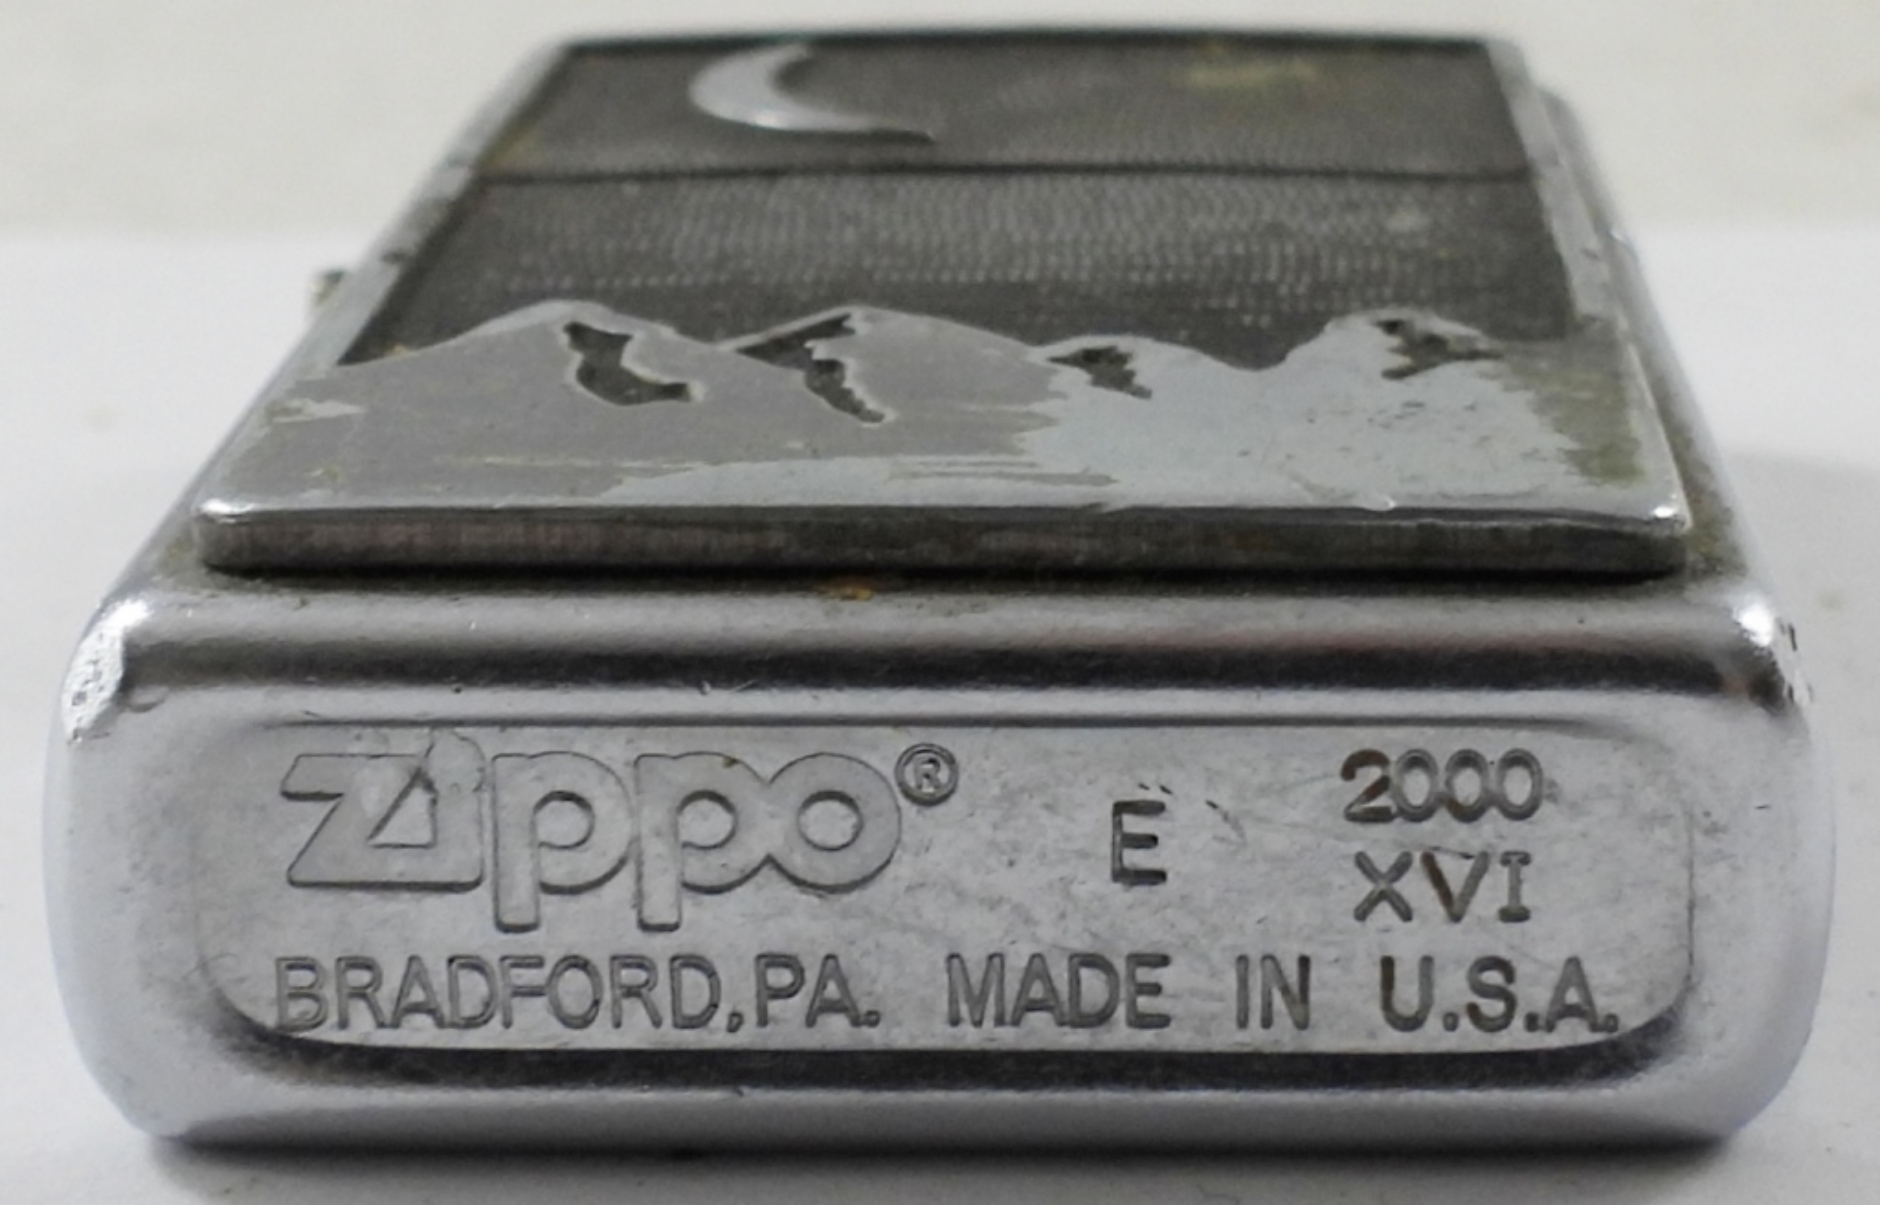 Zippo® E 2000
XVI
BRADFORD, PA. MADE IN U.S.A.